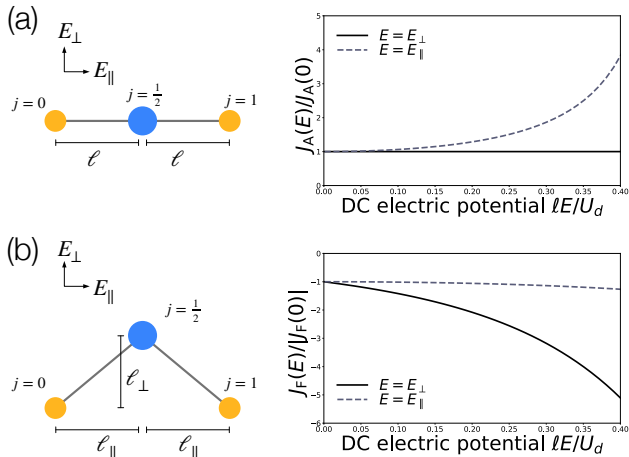 (a)
E⊥
E∥
j=0
j=½
j=1
ℓ
ℓ
J_A(E)/J_A(0)
5
4
3
2
1
0.00 0.05 0.10 0.15 0.20 0.25 0.30 0.35 0.40
DC electric potential ℓE/U_d
E=E⊥
E=E∥
(b)
E⊥
E∥
j=½
j=0
j=1
ℓ⊥
ℓ∥
ℓ∥
J_F(E)/|J_F(0)|
0
−1
−2
−3
−4
−5
−6
E=E⊥
E=E∥
0.00 0.05 0.10 0.15 0.20 0.25 0.30 0.35 0.40
DC electric potential ℓE/U_d